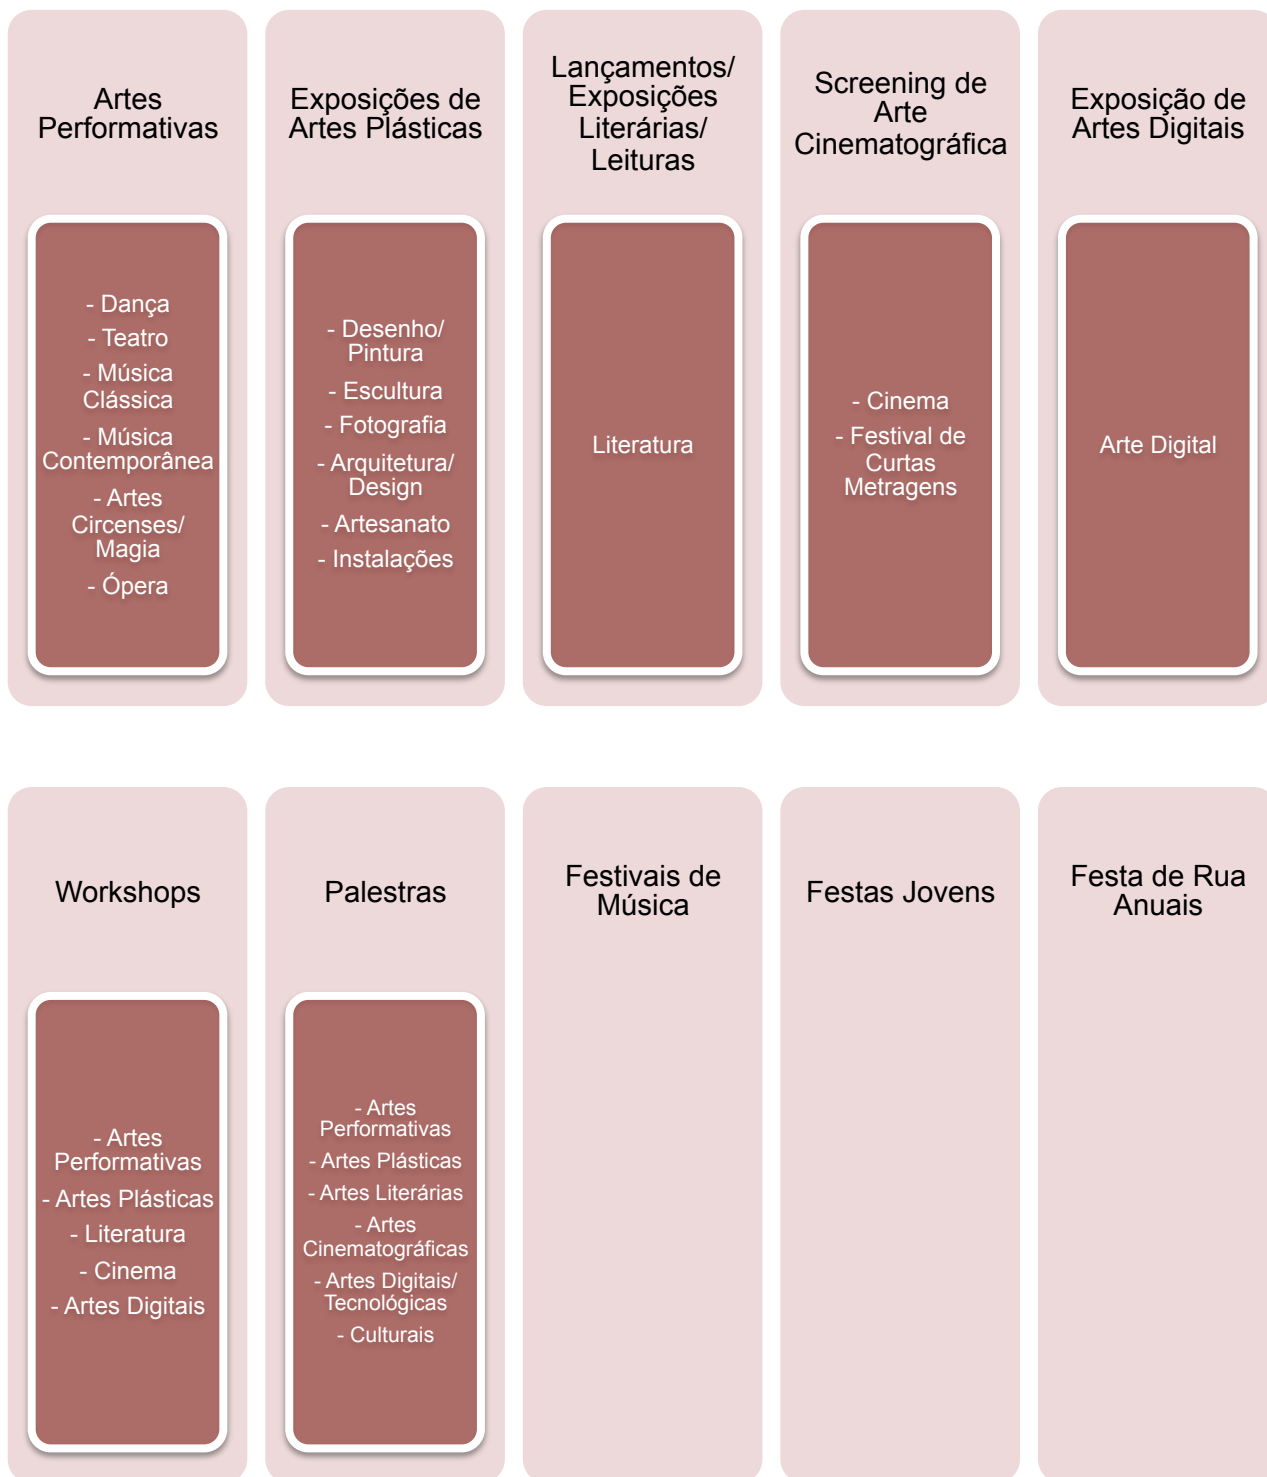 Artes
Performativas
- Dança
- Teatro
- Música
Clássica
- Música
Contemporânea
- Artes
Circenses/
Magia
- Ópera
Exposições de
Artes Plásticas
- Desenho/
Pintura
- Escultura
- Fotografia
- Arquitetura/
Design
- Artesanato
- Instalações
Lançamentos/
Exposições
Literárias/
Leituras
Literatura
Screening de
Arte
Cinematográfica
- Cinema
- Festival de
Curtas
Metragens
Exposição de
Artes Digitais
Arte Digital
Workshops
- Artes
Performativas
- Artes Plásticas
- Literatura
- Cinema
- Artes Digitais
Palestras
- Artes
Performativas
- Artes Plásticas
- Artes Literárias
- Artes
Cinematográficas
- Artes Digitais/
Tecnológicas
- Culturais
Festivais de
Música
Festas Jovens
Festa de Rua
Anuais